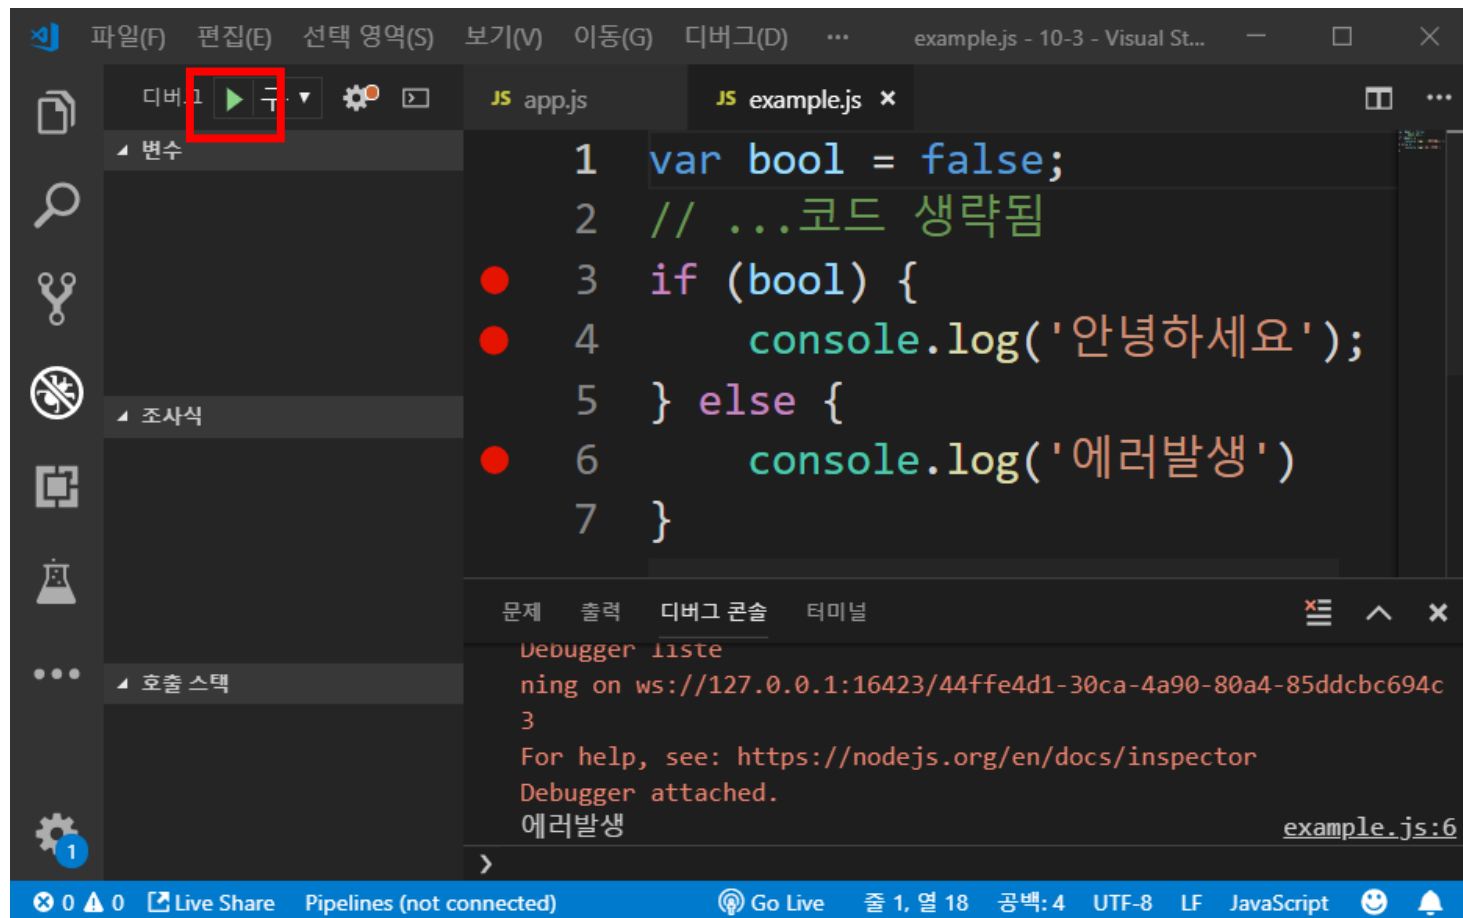 파일(F) 편집(E) 선택 영역(S) 보기(V) 이동(G) 디버그(D) ··· example.js - 10-3 - Visual St...
디버그
JS app.js JS example.js
변수
조사식
호출 스택
1 var bool = false;
2 // ...코드 생략됨
3 if (bool) {
4 console.log('안녕하세요');
5 } else {
6 console.log('에러발생')
7 }
문제 출력 디버그 콘솔 터미널
Debugger liste
ning on ws://127.0.0.1:16423/44ffe4d1-30ca-4a90-80a4-85ddcbc694c
3
For help, see: https://nodejs.org/en/docs/inspector
Debugger attached.
에러발생 example.js:6
❯
1
0 0 Live Share Pipelines (not connected) Go Live 줄 1, 열 18 공백: 4 UTF-8 LF JavaScript